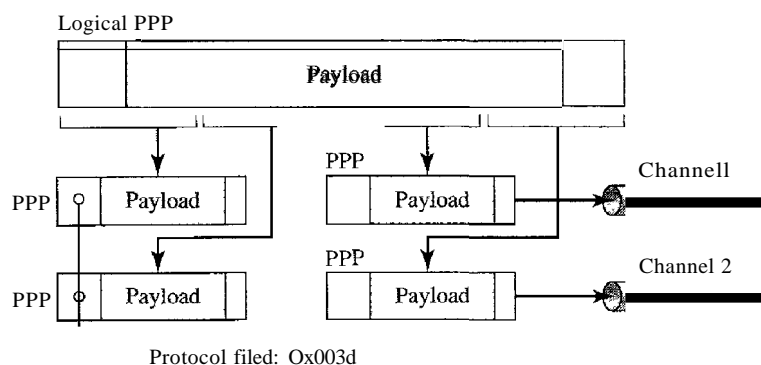 Logical PPP
Payload
PPP
Payload
PPP
Payload
Channell
PPP
Payload
PPP
Payload
Channel 2
Protocol filed: Ox003d